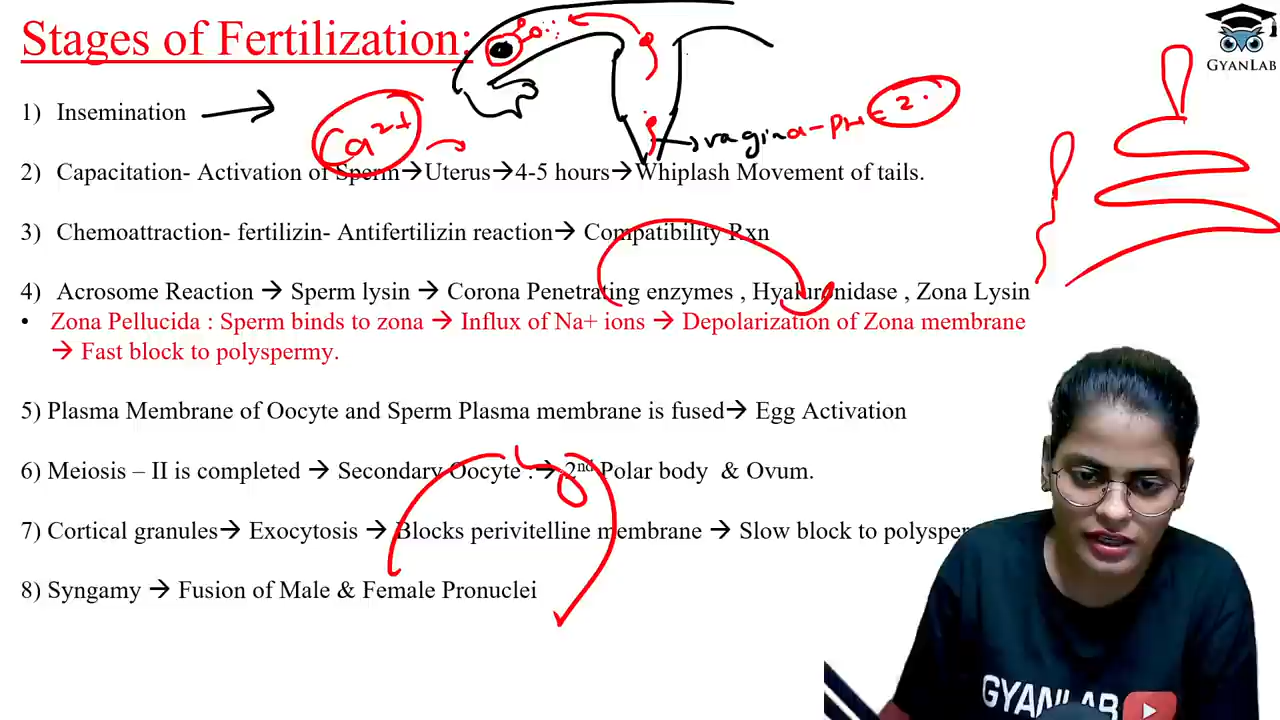 Stages of Fertilization:
GYANLAB
1) Insemination
Ca2+
vagina-PH=2.
2) Capacitation- Activation of Sperm→Uterus→4-5 hours→Whiplash Movement of tails.
3) Chemoattraction- fertilizin- Antifertilizin reaction→ Compatibility Rxn
4) Acrosome Reaction → Sperm lysin → Corona Penetrating enzymes , Hyaluronidase , Zona Lysin
• Zona Pellucida : Sperm binds to zona → Influx of Na+ ions → Depolarization of Zona membrane
→ Fast block to polyspermy.
5) Plasma Membrane of Oocyte and Sperm Plasma membrane is fused→ Egg Activation
6) Meiosis – II is completed → Secondary Oocyte :→ 2nd Polar body & Ovum.
7) Cortical granules→ Exocytosis → Blocks perivitelline membrane → Slow block to
8) Syngamy → Fusion of Male & Female Pronuclei
GYANLAB